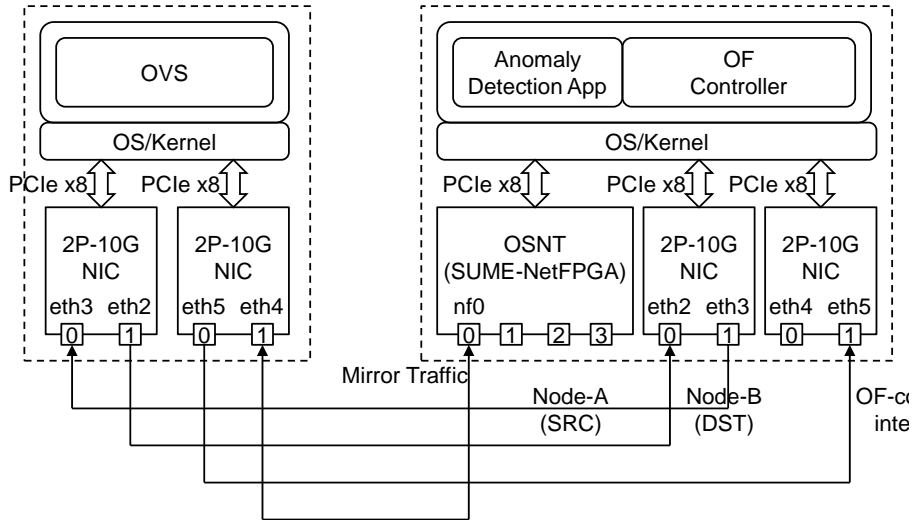 OVS
OS/Kernel
PCIe x8
PCIe x8
2P-10G
NIC
eth3 eth2
0 1
2P-10G
NIC
eth5 eth4
0 1
Anomaly
Detection App
OF
Controller
OS/Kernel
PCIe x8
PCIe x8
PCIe x8
OSNT
(SUME-NetFPGA)
nf0
0 1 2 3
2P-10G
NIC
eth2 eth3
0 1
2P-10G
NIC
eth4 eth5
0 1
Mirror Traffic
Node-A
(SRC)
Node-B
(DST)